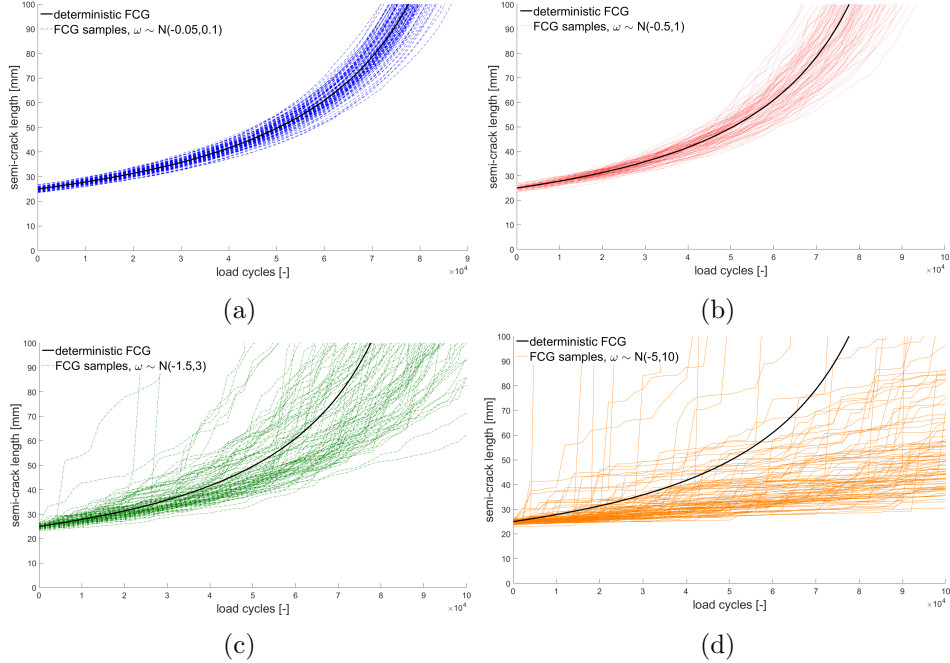 deterministic FCG
FCG samples, ω ∼ N(-0.05,0.1)
semi-crack length [mm]
100
90
80
70
60
50
40
30
20
10
0
0 1 2 3 4 5 6 7 8 9 10
×10⁴
load cycles [-]
(a)
deterministic FCG
FCG samples, ω ∼ N(-0.5,1)
semi-crack length [mm]
100
90
80
70
60
50
40
30
20
10
0
0 1 2 3 4 5 6 7 8 9 10
×10⁴
load cycles [-]
(b)
deterministic FCG
FCG samples, ω ∼ N(-1.5,3)
semi-crack length [mm]
100
90
80
70
60
50
40
30
20
10
0
0 1 2 3 4 5 6 7 8 9 10
×10⁴
load cycles [-]
(c)
deterministic FCG
FCG samples, ω ∼ N(-5,10)
semi-crack length [mm]
100
90
80
70
60
50
40
30
20
10
0
0 1 2 3 4 5 6 7 8 9 10
×10⁴
load cycles [-]
(d)